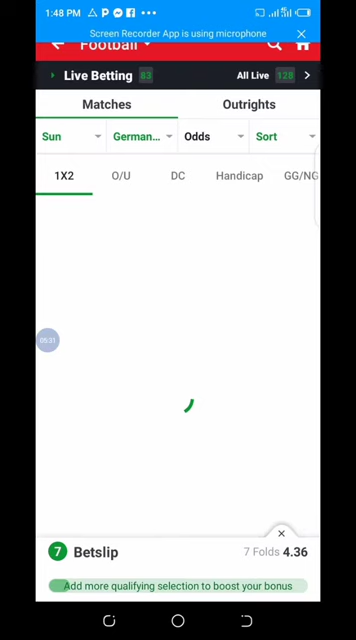 1:48 PM
Screen Recorder App is using microphone
Football
Live Betting 83 All Live 128
Matches Outrights
Sun German... Odds Sort
1X2 O/U DC Handicap GG/NG
05:31
7 Betslip 7 Folds 4.36
Add more qualifying selection to boost your bonus